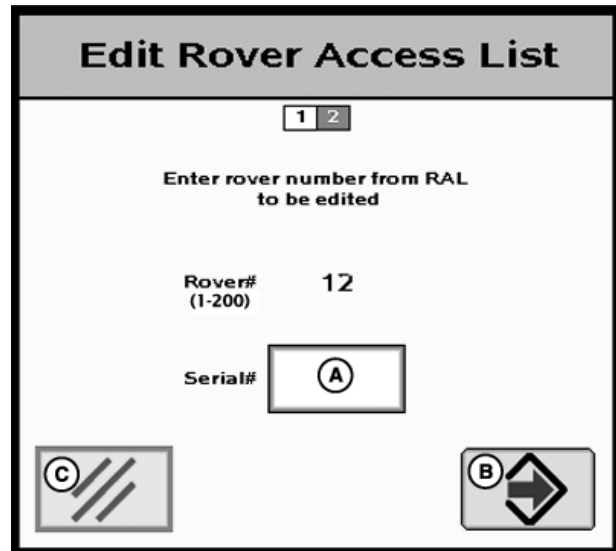 Edit Rover Access List
1 2
Enter rover number from RAL
to be edited
Rover# 12
(1-200)
Serial# A
C B